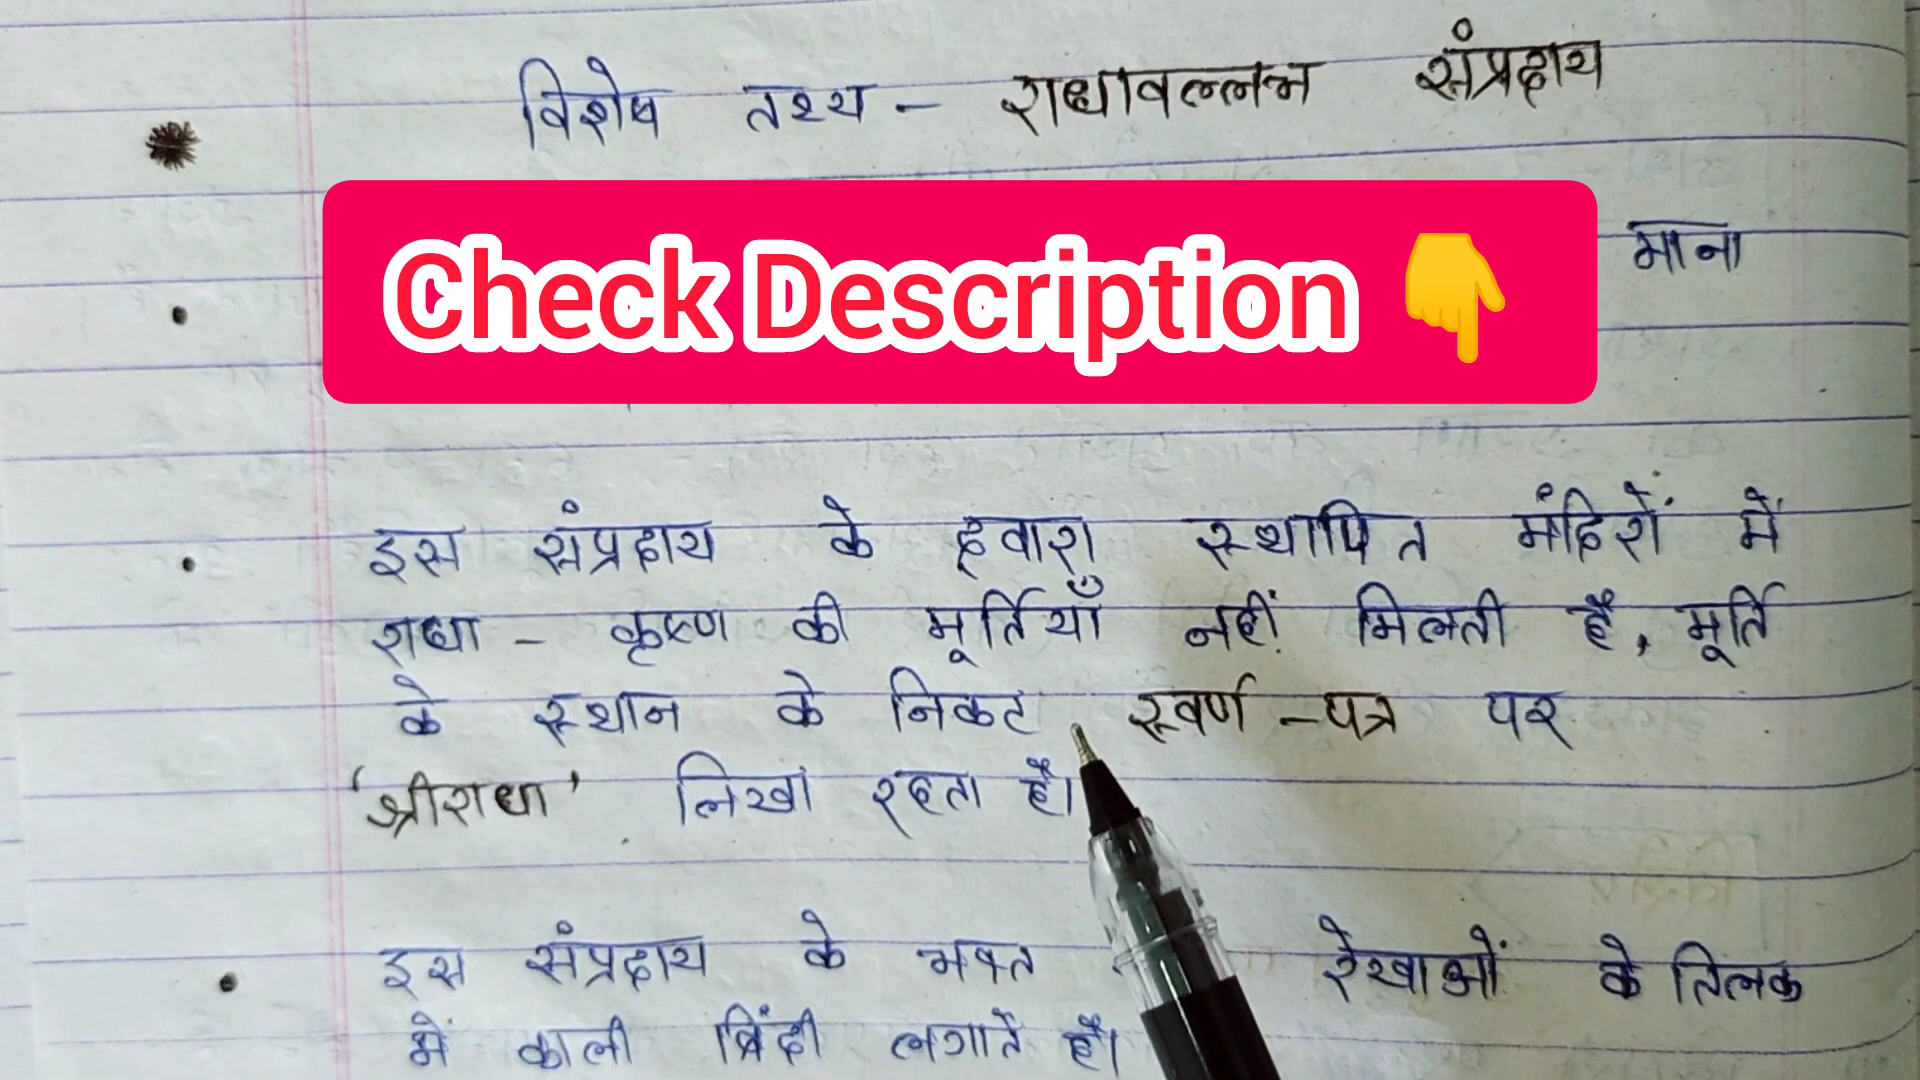 विशेष तथ्य - राधावल्लभ संप्रदाय
Check Description 👇
माना
इस संप्रदाय के द्वारा स्थापित मंदिरों में
राधा - कृष्ण की मूर्तियाँ नहीं मिलती है, मूर्ति
के स्थान के निकट स्वर्ण - पत्र पर
'श्रीराधा' लिखा रहता है।
इस संप्रदाय के भक्त रेखाओं के तिलक
में काली बिंदी लगाते है।